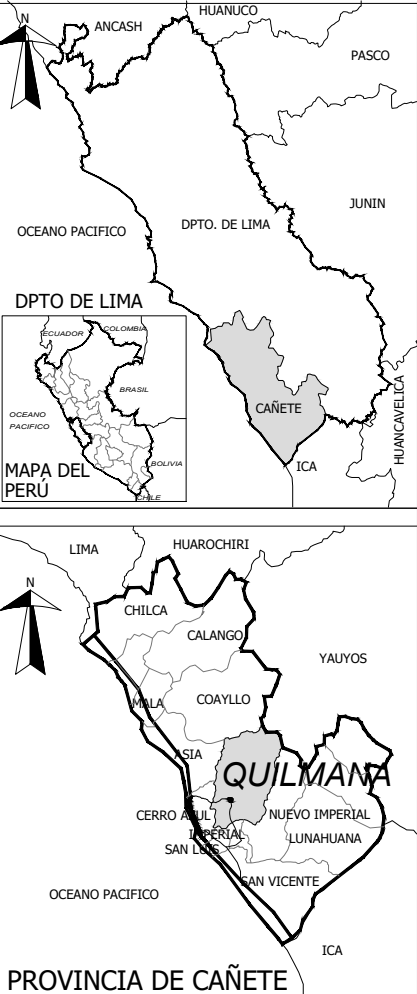 HUANUCO
N
ANCASH
PASCO
JUNIN
DPTO. DE LIMA
OCEANO PACIFICO
DPTO DE LIMA
ECUADOR
COLOMBIA
BRASIL
OCEANO
PACIFICO
BOLIVIA
CHILE
MAPA DEL
PERÚ
CAÑETE
HUANCAVELICA
ICA
LIMA
HUAROCHIRI
N
CHILCA
CALANGO
YAUYOS
MALA
COAYLLO
ASIA
QUILMANA
CERRO AZUL
NUEVO IMPERIAL
IMPERIAL
LUNAHUANA
SAN LUIS
SAN VICENTE
OCEANO PACIFICO
ICA
PROVINCIA DE CAÑETE